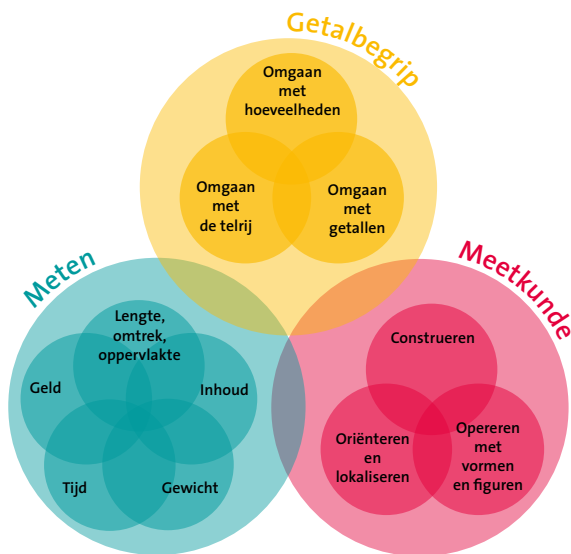 Getalbegrip
Omgaan
met
hoeveelheden
Omgaan
met
de telrij
Omgaan
met
getallen
Meten
Lengte,
omtrek,
oppervlakte
Geld
Inhoud
Tijd
Gewicht
Meetkunde
Construeren
Oriënteren
en
lokaliseren
Opereren
met
vormen
en figuren